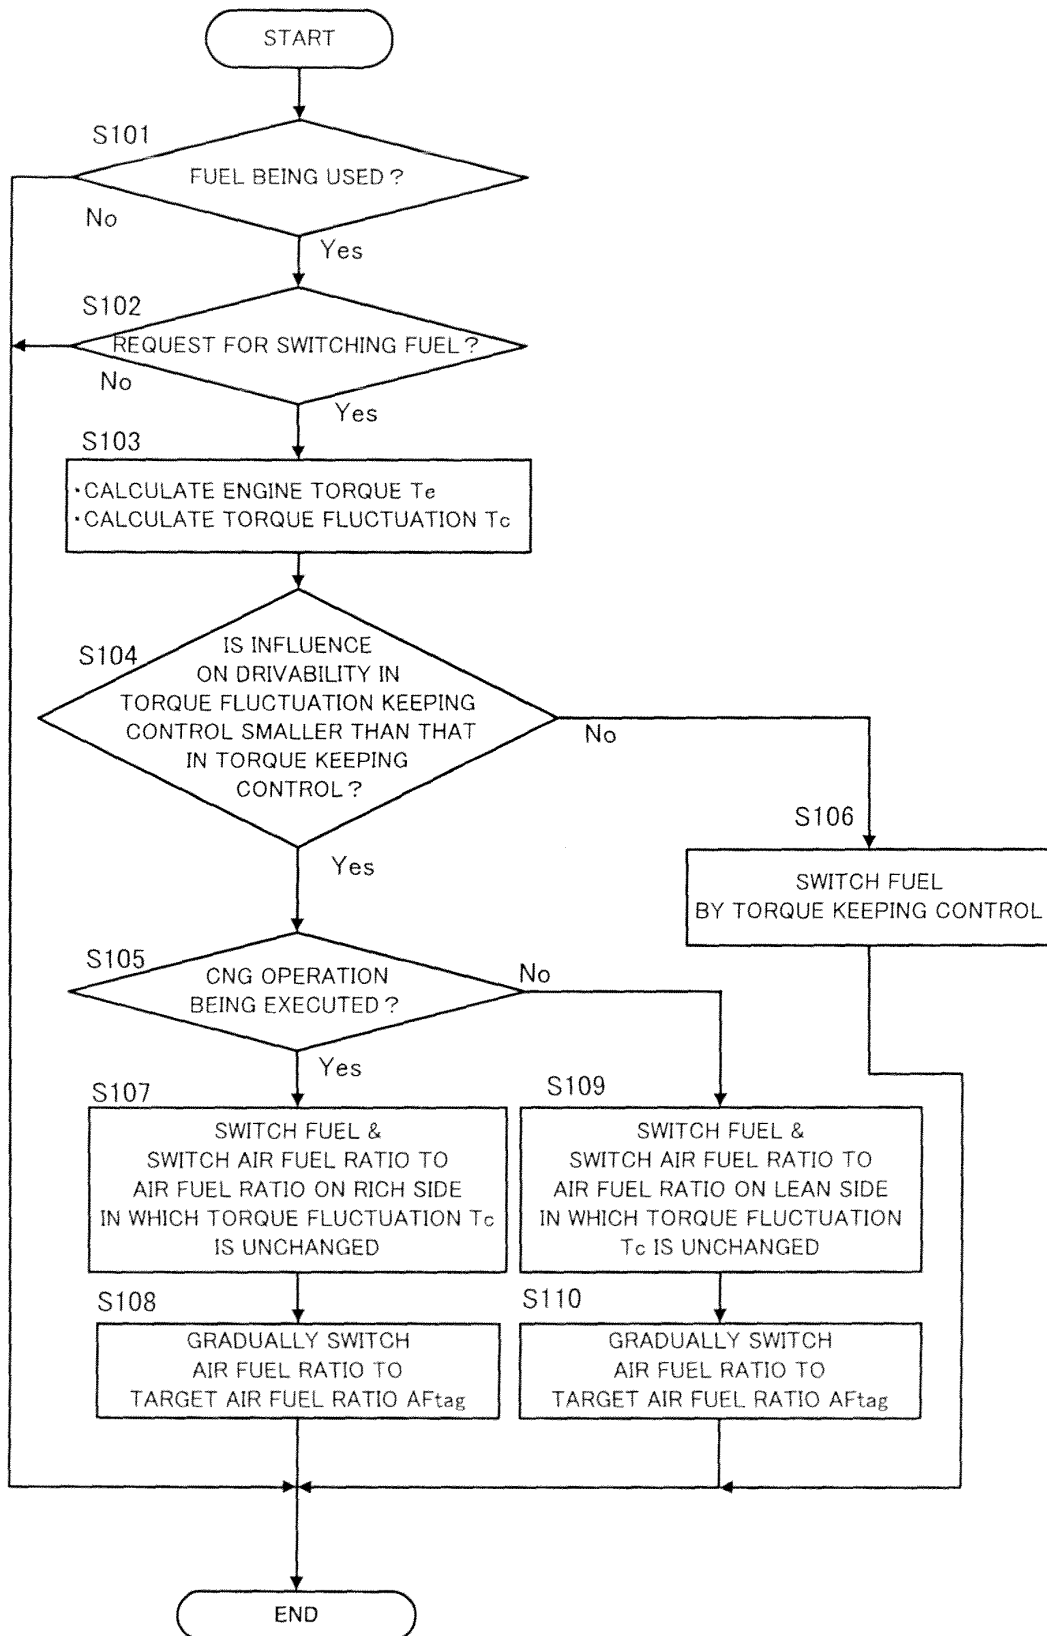 START
S101
FUEL BEING USED?
No
Yes
S102
REQUEST FOR SWITCHING FUEL?
No
Yes
S103
・CALCULATE ENGINE TORQUE Te
・CALCULATE TORQUE FLUCTUATION Tc
S104
IS INFLUENCE
ON DRIVABILITY IN
TORQUE FLUCTUATION KEEPING
CONTROL SMALLER THAN THAT
IN TORQUE KEEPING
CONTROL?
No
Yes
S106
SWITCH FUEL
BY TORQUE KEEPING CONTROL
S105
CNG OPERATION
BEING EXECUTED?
No
Yes
S107
SWITCH FUEL &
SWITCH AIR FUEL RATIO TO
AIR FUEL RATIO ON RICH SIDE
IN WHICH TORQUE FLUCTUATION Tc
IS UNCHANGED
S109
SWITCH FUEL &
SWITCH AIR FUEL RATIO TO
AIR FUEL RATIO ON LEAN SIDE
IN WHICH TORQUE FLUCTUATION
Tc IS UNCHANGED
S108
GRADUALLY SWITCH
AIR FUEL RATIO TO
TARGET AIR FUEL RATIO AFtag
S110
GRADUALLY SWITCH
AIR FUEL RATIO TO
TARGET AIR FUEL RATIO AFtag
END